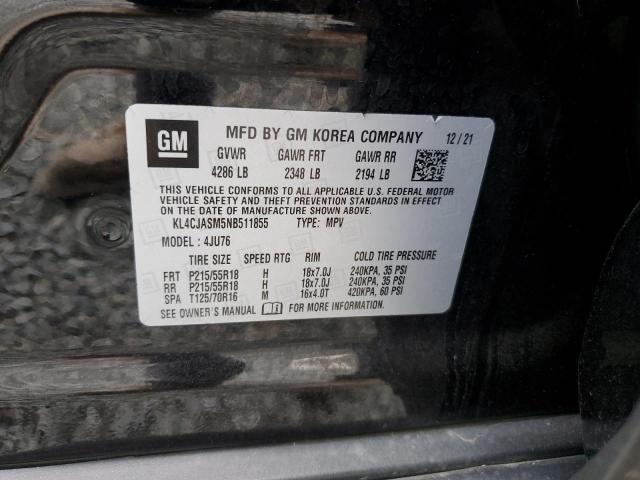 GM MFD BY GM KOREA COMPANY 12/21
GVWR GAWR FRT GAWR RR
4286 LB 2348 LB 2194 LB
THIS VEHICLE CONFORMS TO ALL APPLICABLE U.S. FEDERAL MOTOR
VEHICLE SAFETY AND THEFT PREVENTION STANDARDS IN EFFECT
ON THE DATE OF MANUFACTURE SHOWN ABOVE.
KL4CJASM5NB511855 TYPE: MPV
MODEL: 4JU76
TIRE SIZE SPEED RTG RIM COLD TIRE PRESSURE
FRT P215/55R18 H 18x7.0J 240KPA, 35 PSI
RR P215/55R18 H 18x7.0J 240KPA, 35 PSI
SPA T125/70R16 M 16x4.0T 420KPA, 60 PSI
SEE OWNER'S MANUAL FOR MORE INFORMATION.